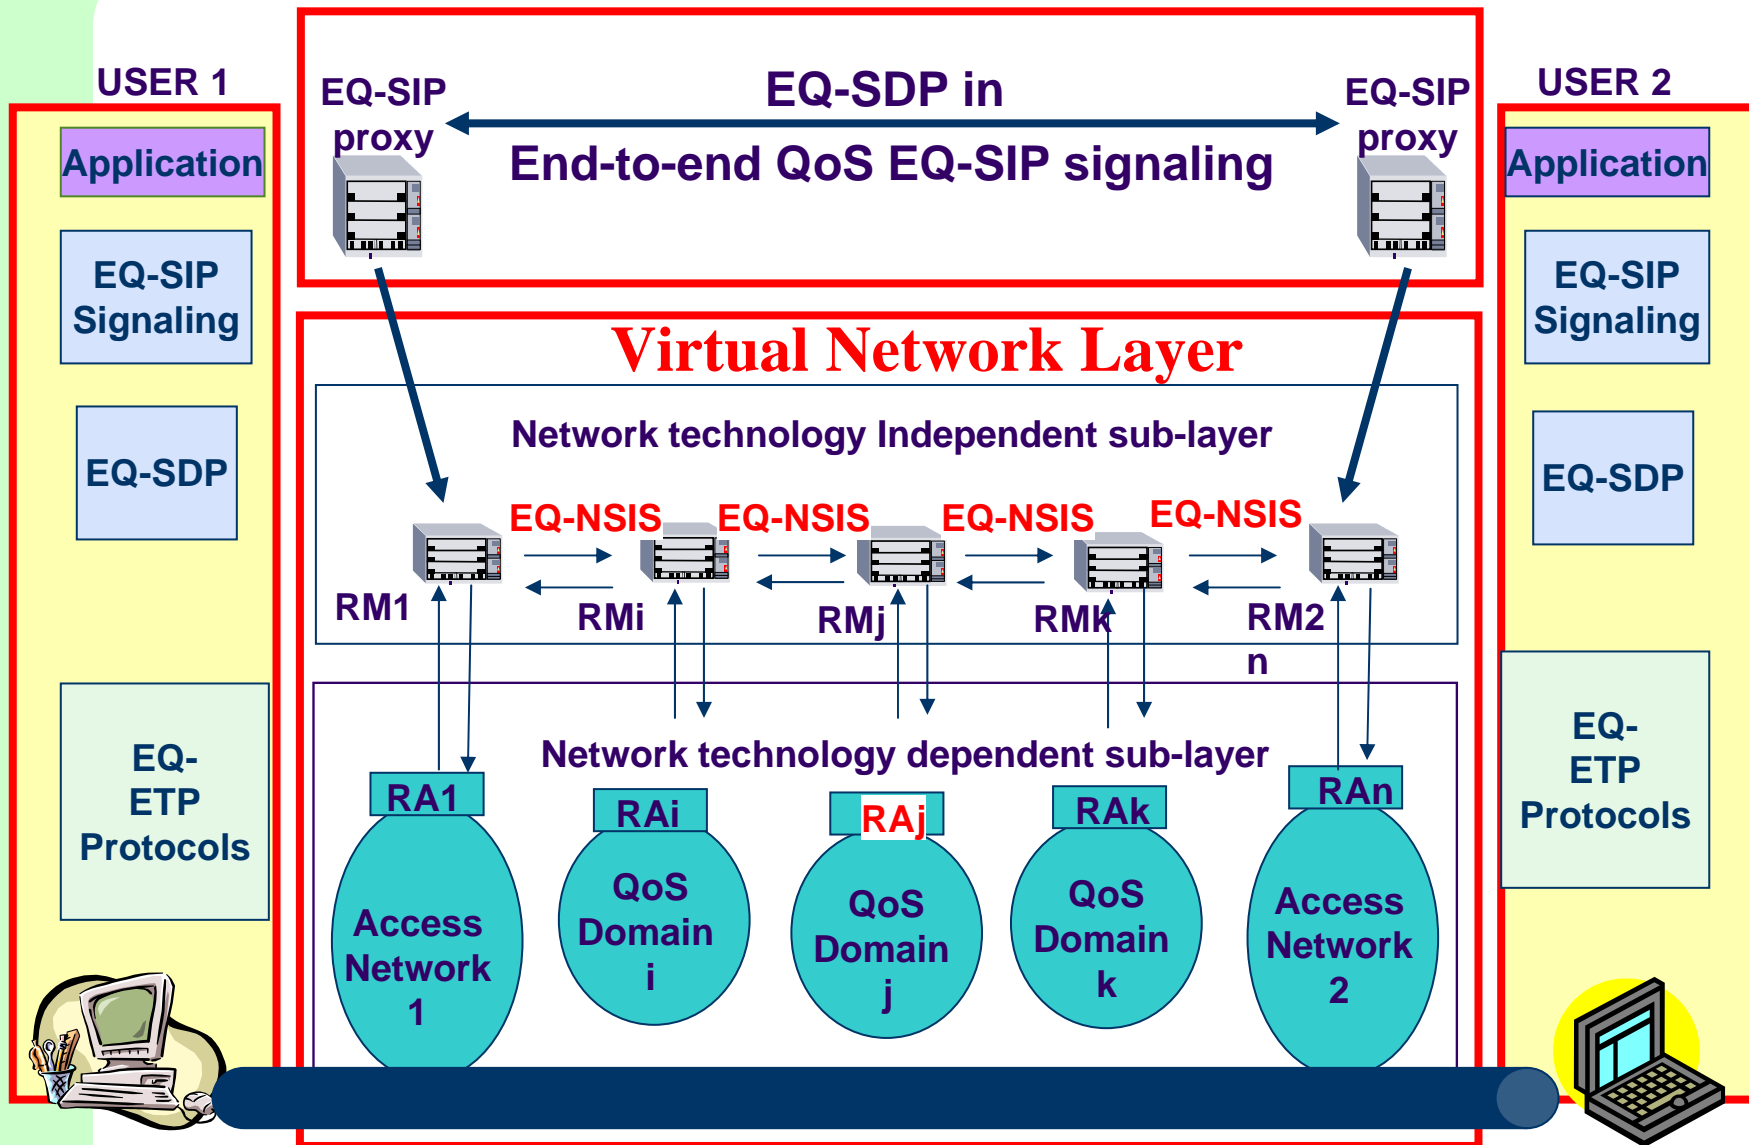 USER 1
Application
EQ-SIP
Signaling
EQ-SDP
EQ-
ETP
Protocols
EQ-SIP
proxy
EQ-SDP in
End-to-end QoS EQ-SIP signaling
EQ-SIP
proxy
Virtual Network Layer
Network technology Independent sub-layer
EQ-NSIS
EQ-NSIS
EQ-NSIS
EQ-NSIS
RM1
RMi
RMj
RMk
RM2
n
Network technology dependent sub-layer
RA1
RAi
RAj
RAk
RAn
Access
Network
1
QoS
Domain
i
QoS
Domain
j
QoS
Domain
k
Access
Network
2
USER 2
Application
EQ-SIP
Signaling
EQ-SDP
EQ-
ETP
Protocols